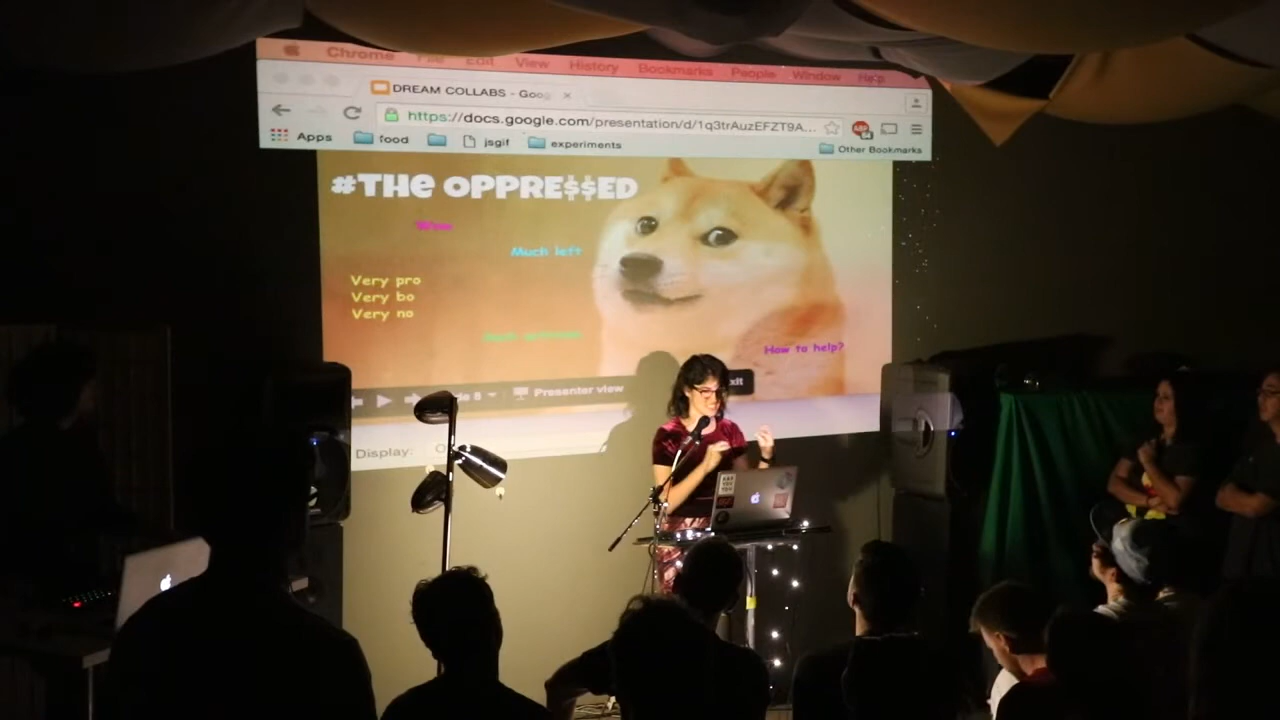 Chrome File Edit View History Bookmarks People Window Help
DREAM COLLABS - Goo
https://docs.google.com/presentation/d/1q3trAuzEFZT9A...
ABP
Apps food jsgif experiments Other Bookmarks
#THE OPPRE$$ED
Wow
Much left
Very pro
Very bo
Very no
How to help?
Presenter view
Display: